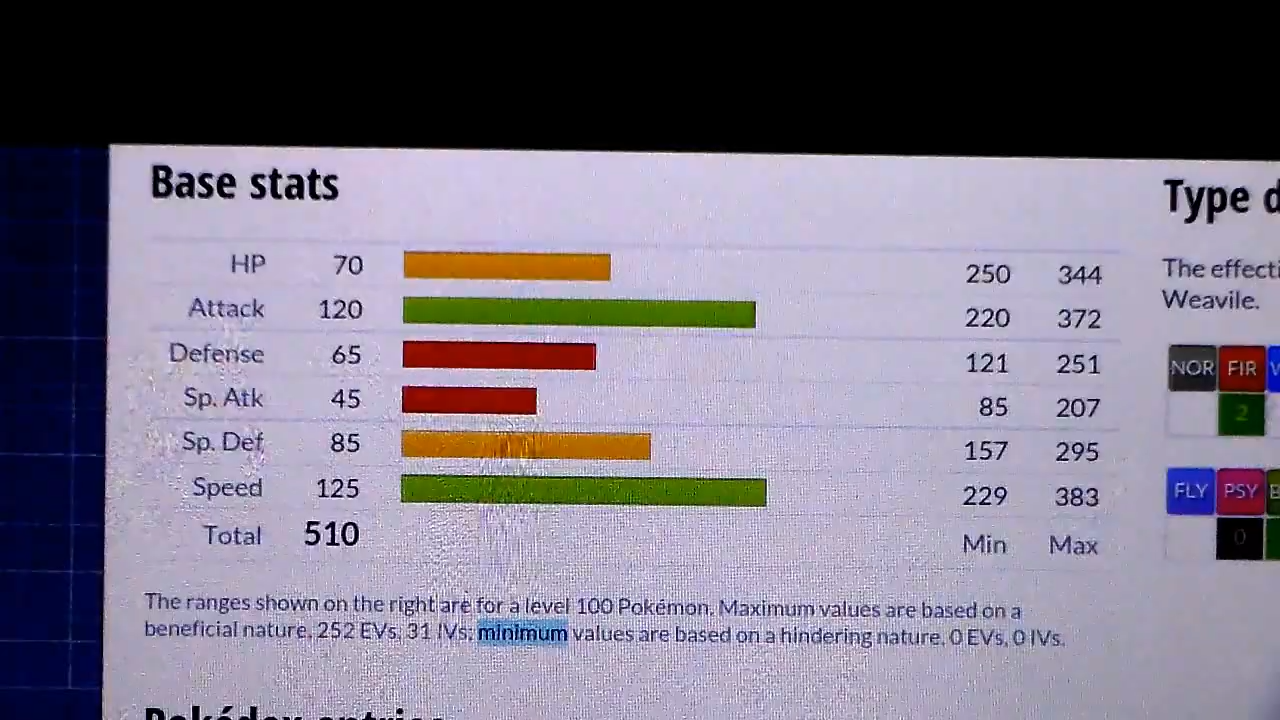 Base stats
HP 70 250 344
Attack 120 220 372
Defense 65 121 251
Sp. Atk 45 85 207
Sp. Def 85 157 295
Speed 125 229 383
Total 510 Min Max
The ranges shown on the right are for a level 100 Pokémon. Maximum values are based on a
beneficial nature, 252 EVs, 31 IVs; minimum values are based on a hindering nature, 0 EVs, 0 IVs.
Type
The
Weavile.
NOR FIR
2
FLY PSY
0